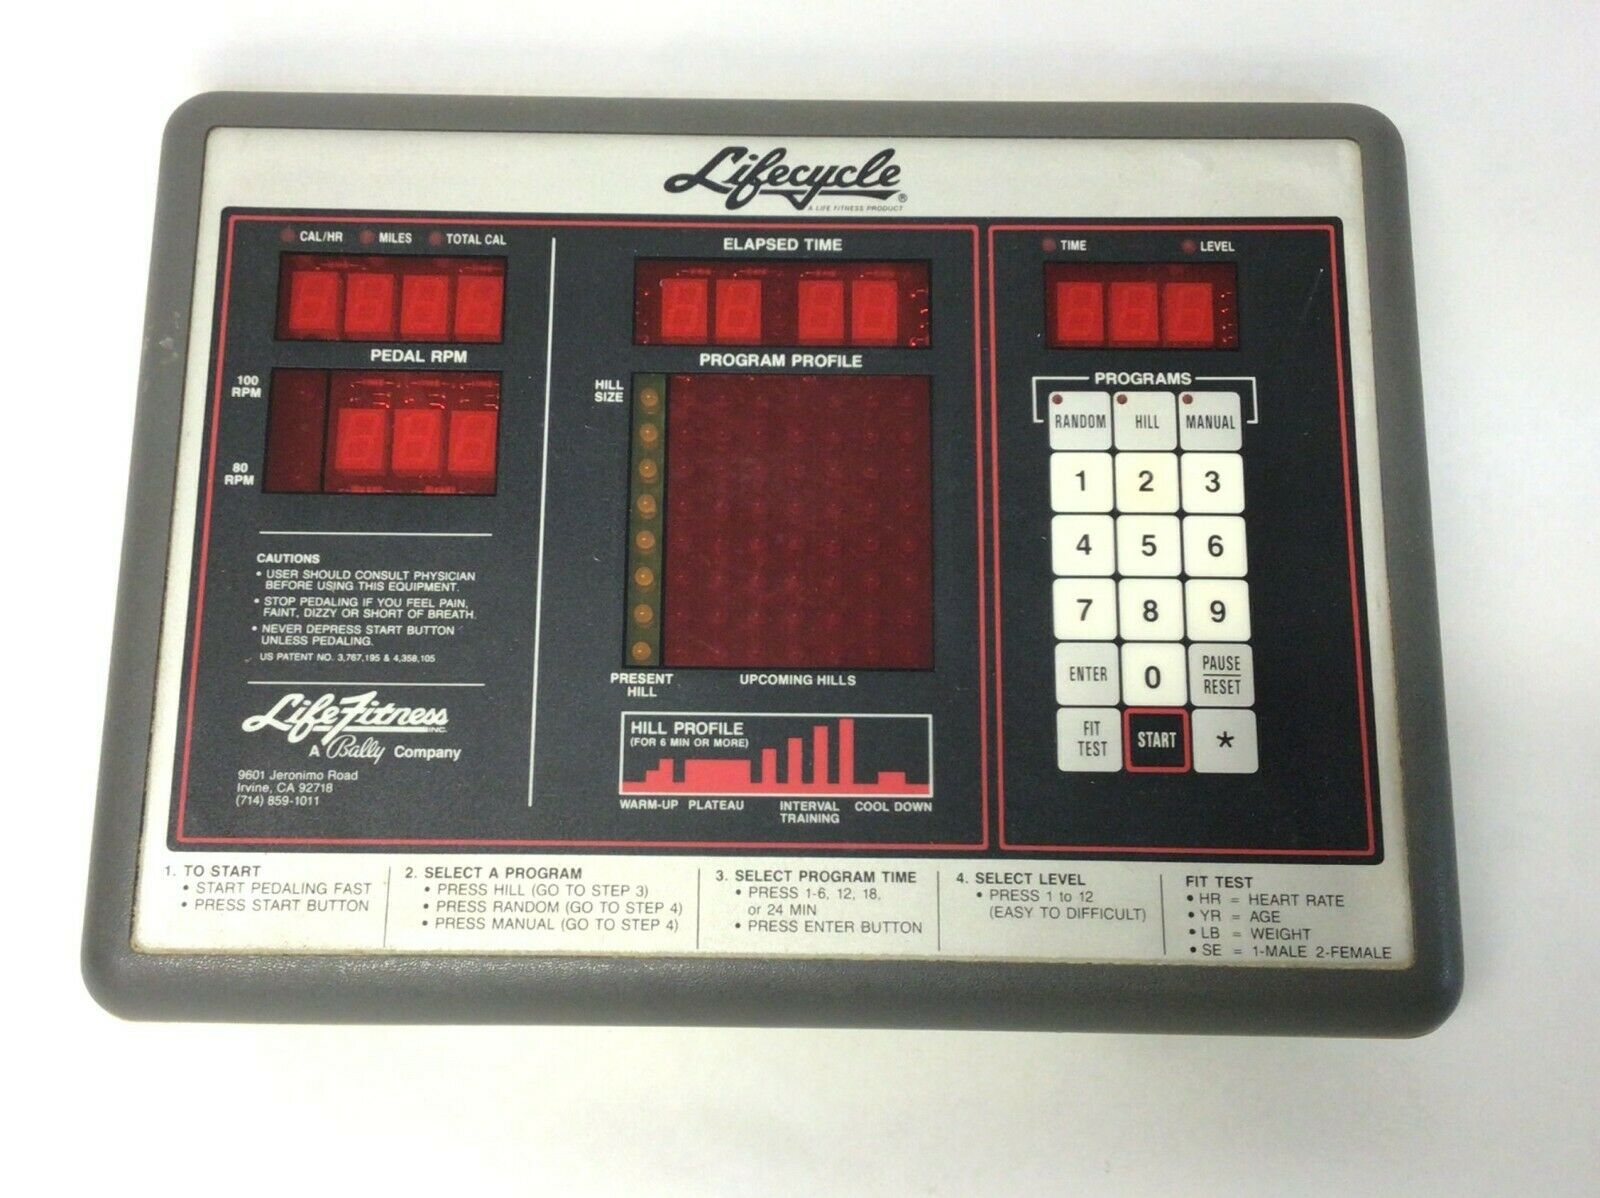 Lifecycle®
A LIFE FITNESS PRODUCT
CAL/HR MILES TOTAL CAL
PEDAL RPM
100
RPM
80
RPM
CAUTIONS
• USER SHOULD CONSULT PHYSICIAN
BEFORE USING THIS EQUIPMENT.
• STOP PEDALING IF YOU FEEL PAIN,
FAINT, DIZZY OR SHORT OF BREATH.
• NEVER DEPRESS START BUTTON
UNLESS PEDALING.
US PATENT NO. 3,767,195 & 4,358,105
Life Fitness INC.
A Bally Company
9601 Jeronimo Road
Irvine, CA 92718
(714) 859-1011
ELAPSED TIME
PROGRAM PROFILE
HILL
SIZE
PRESENT
HILL
UPCOMING HILLS
HILL PROFILE
(FOR 6 MIN OR MORE)
WARM-UP PLATEAU INTERVAL
TRAINING
COOL DOWN
TIME LEVEL
PROGRAMS
RANDOM HILL MANUAL
1 2 3
4 5 6
7 8 9
ENTER 0 PAUSE
RESET
FIT
TEST
START *
1. TO START
• START PEDALING FAST
• PRESS START BUTTON
2. SELECT A PROGRAM
• PRESS HILL (GO TO STEP 3)
• PRESS RANDOM (GO TO STEP 4)
• PRESS MANUAL (GO TO STEP 4)
3. SELECT PROGRAM TIME
• PRESS 1-6, 12, 18,
or 24 MIN
• PRESS ENTER BUTTON
4. SELECT LEVEL
• PRESS 1 to 12
(EASY TO DIFFICULT)
FIT TEST
• HR = HEART RATE
• YR = AGE
• LB = WEIGHT
• SE = 1-MALE 2-FEMALE